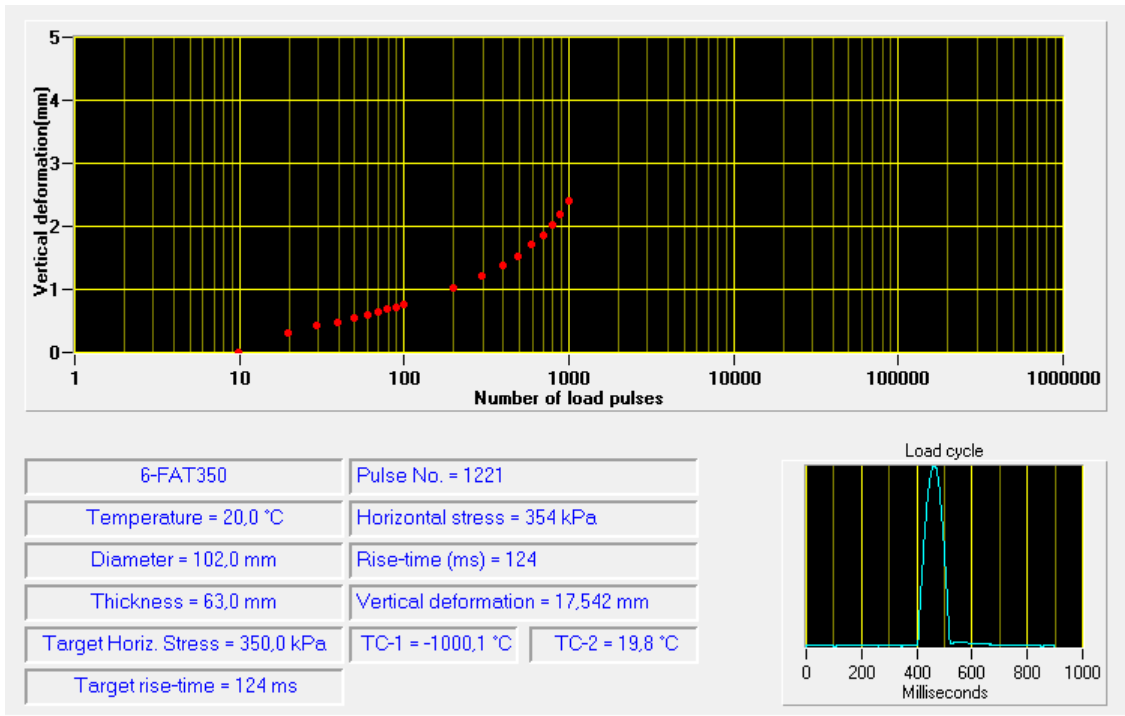 5
4
3
2
1
0
Vertical deformation(mm)
1 10 100 1000 10000 100000 1000000
Number of load pulses
6-FAT350
Pulse No. = 1221
Temperature = 20,0 °C
Horizontal stress = 354 kPa
Diameter = 102,0 mm
Rise-time (ms) = 124
Thickness = 63,0 mm
Vertical deformation = 17,542 mm
Target Horiz. Stress = 350,0 kPa
TC-1 = -1000,1 °C
TC-2 = 19,8 °C
Target rise-time = 124 ms
Load cycle
0 200 400 600 800 1000
Milliseconds